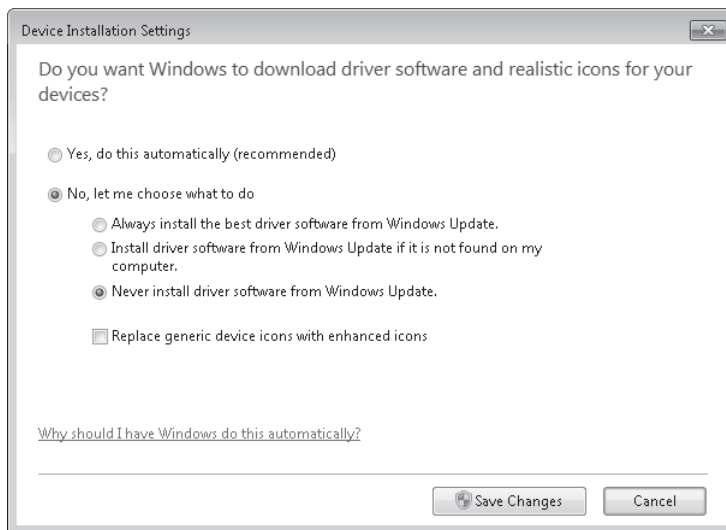 Device Installation Settings
Do you want Windows to download driver software and realistic icons for your
devices?
Yes, do this automatically (recommended)
No, let me choose what to do
Always install the best driver software from Windows Update.
Install driver software from Windows Update if it is not found on my
computer.
Never install driver software from Windows Update.
Replace generic device icons with enhanced icons
Why should I have Windows do this automatically?
Save Changes
Cancel